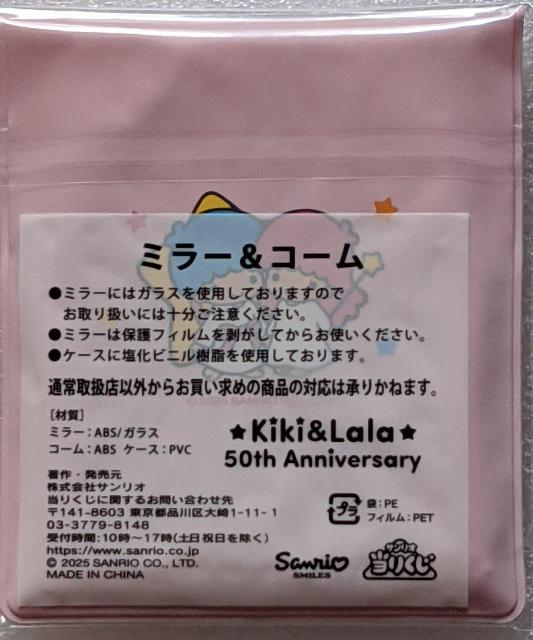 ミラー&コーム
●ミラーにはガラスを使用しておりますので
お取り扱いには十分ご注意ください。
●ミラーは保護フィルムを剥がしてからお使いください。
●ケースに塩化ビニル樹脂を使用しております。
通常取扱店以外からお買い求めの商品の対応は承りかねます。
[材質]
ミラー:ABS/ガラス
コーム:ABS ケース:PVC
★Kiki&Lala★
50th Anniversary
著作・発売元
株式会社サンリオ
当りくじに関するお問い合わせ先
〒141-8603 東京都品川区大崎1-11-1
03-3779-8148
受付時間:10時〜17時(土日祝日を除く)
https://www.sanrio.co.jp
© 2025 SANRIO CO., LTD.
MADE IN CHINA
プラ
袋:PE
フィルム:PET
Sanrio
SMILES
サンリオ
当りくじ